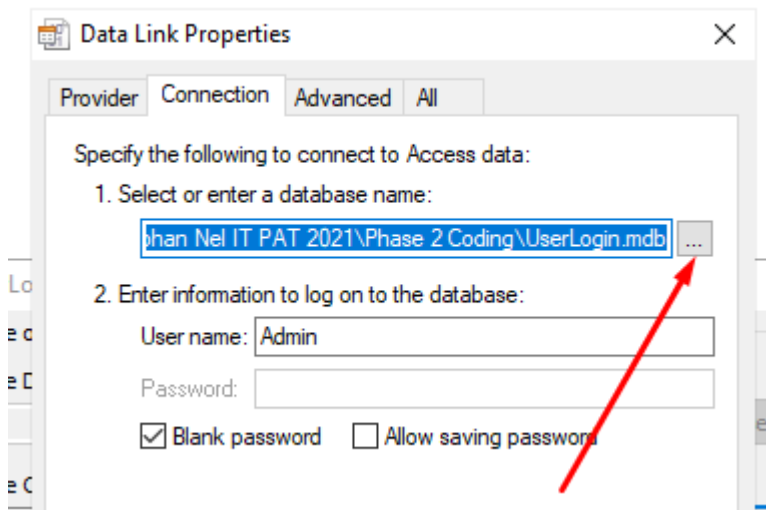 Data Link Properties
Provider Connection Advanced All
Specify the following to connect to Access data:
1. Select or enter a database name:
phan Nel IT PAT 2021\Phase 2 Coding\UserLogin.mdb ...
2. Enter information to log on to the database:
User name: Admin
Password:
Blank password Allow saving password